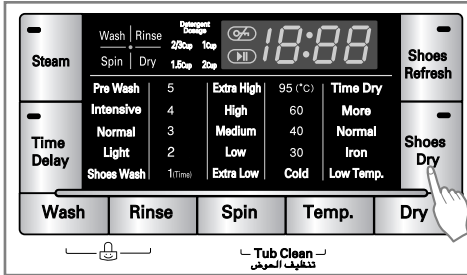 Steam
Wash | Rinse
Spin | Dry
Detergent Dosage
2/3cup 1cup
1.5cup 2cup
18:88
Shoes Refresh
Pre Wash 5 Extra High 95 (°C) Time Dry
Intensive 4 High 60 More
Normal 3 Medium 40 Normal
Light 2 Low 30 Iron
Shoes Wash 1(Time) Extra Low Cold Low Temp.
Time Delay
Shoes Dry
Wash Rinse Spin Temp. Dry
Tub Clean
تنظيف الحوض